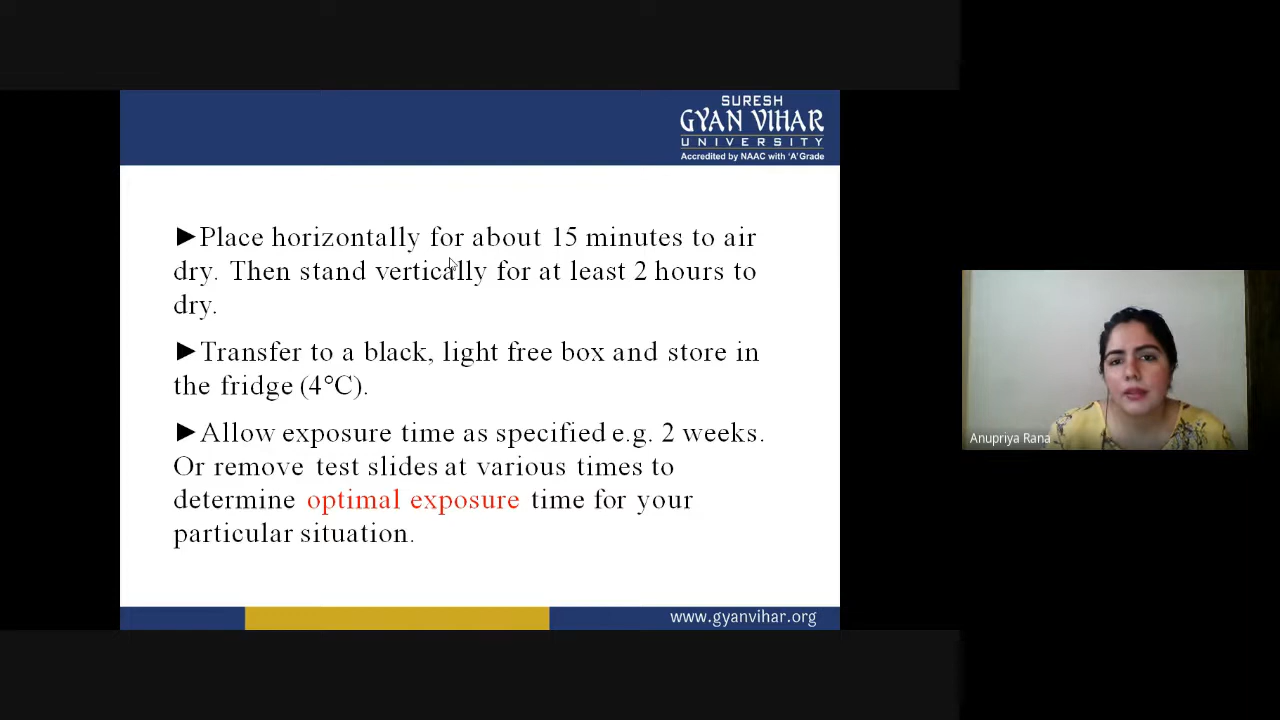 SURESH
GYAN VIHAR
UNIVERSITY
Accredited by NAAC with 'A' Grade
►Place horizontally for about 15 minutes to air
dry. Then stand vertically for at least 2 hours to
dry.
►Transfer to a black, light free box and store in
the fridge (4°C).
►Allow exposure time as specified e.g. 2 weeks.
Or remove test slides at various times to
determine optimal exposure time for your
particular situation.
www.gyanvihar.org
Anupriya Rana